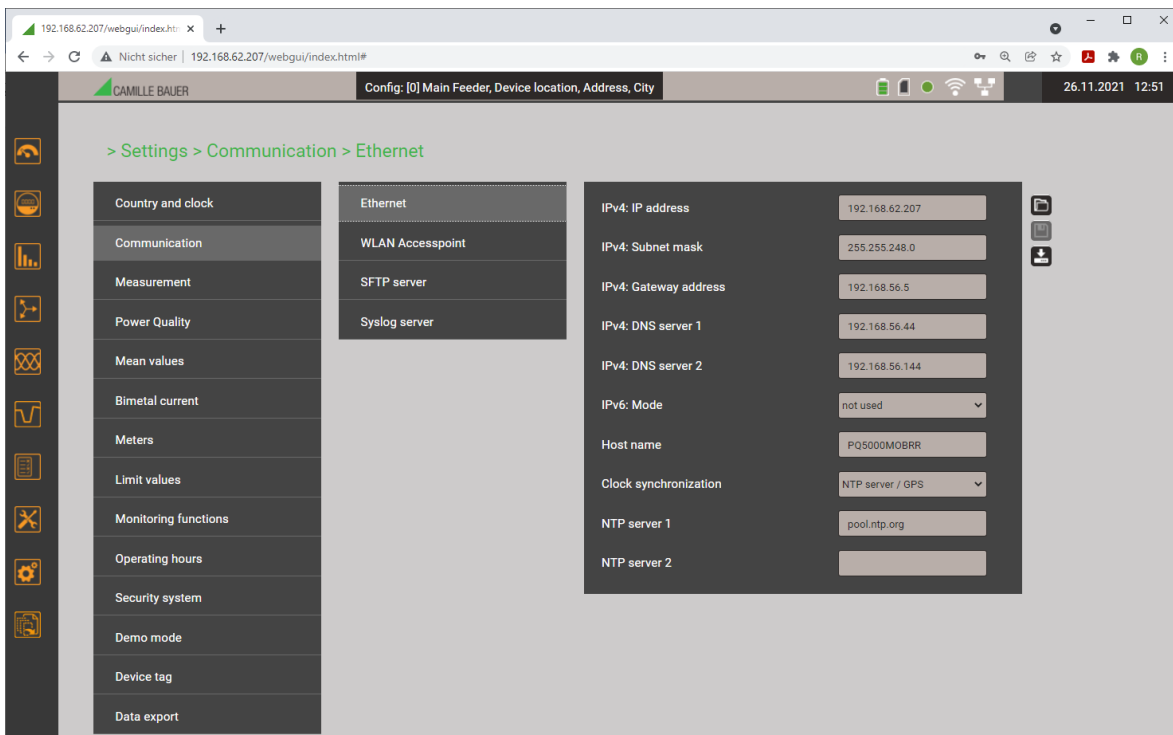 192.168.62.207/webgui/index.htm
Nicht sicher | 192.168.62.207/webgui/index.html#
R
CAMILLE BAUER
Config: [0] Main Feeder, Device location, Address, City
26.11.2021 12:51
> Settings > Communication > Ethernet
Country and clock
Communication
Measurement
Power Quality
Mean values
Bimetal current
Meters
Limit values
Monitoring functions
Operating hours
Security system
Demo mode
Device tag
Data export
Ethernet
WLAN Accesspoint
SFTP server
Syslog server
IPv4: IP address 192.168.62.207
IPv4: Subnet mask 255.255.248.0
IPv4: Gateway address 192.168.56.5
IPv4: DNS server 1 192.168.56.44
IPv4: DNS server 2 192.168.56.144
IPv6: Mode not used
Host name PQ5000MOBRR
Clock synchronization NTP server / GPS
NTP server 1 pool.ntp.org
NTP server 2